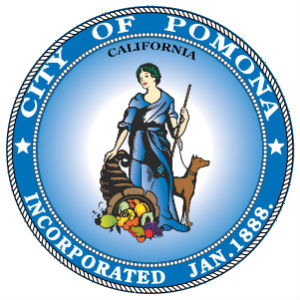 CITY OF POMONA
CALIFORNIA
INCORPORATED JAN.1888.